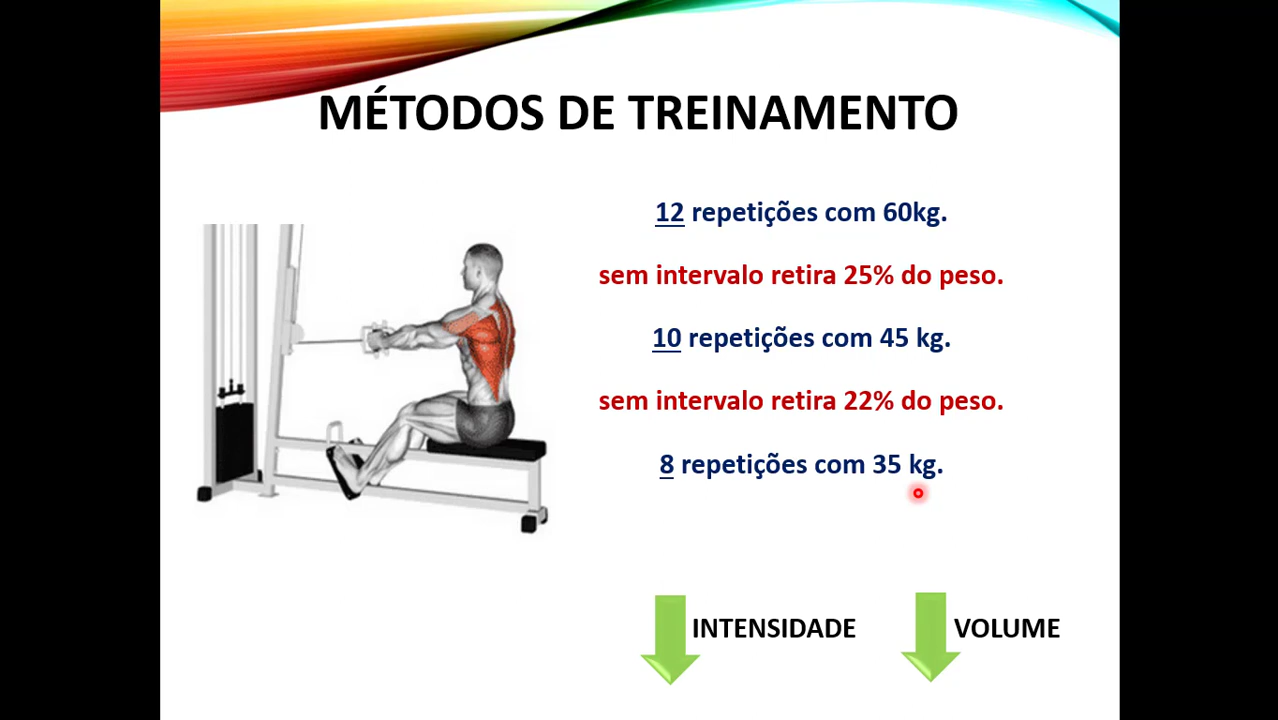 MÉTODOS DE TREINAMENTO
12 repetições com 60kg.
sem intervalo retira 25% do peso.
10 repetições com 45 kg.
sem intervalo retira 22% do peso.
8 repetições com 35 kg.
INTENSIDADE
VOLUME